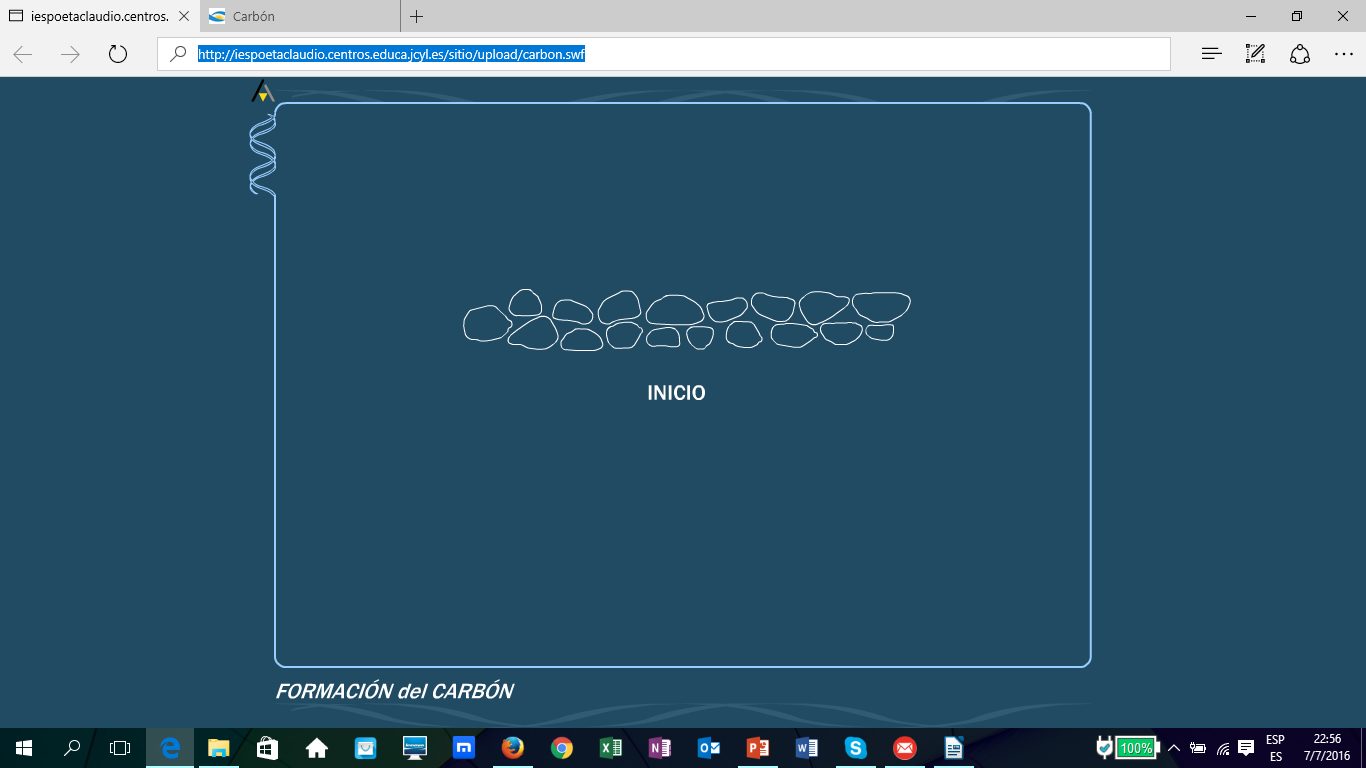 iespoetaclaudio.centros.
Carbón
http://iespoetaclaudio.centros.educa.jcyl.es/sitio/upload/carbon.swf
INICIO
FORMACIÓN del CARBÓN
100%
ESP
ES
22:56
7/7/2016